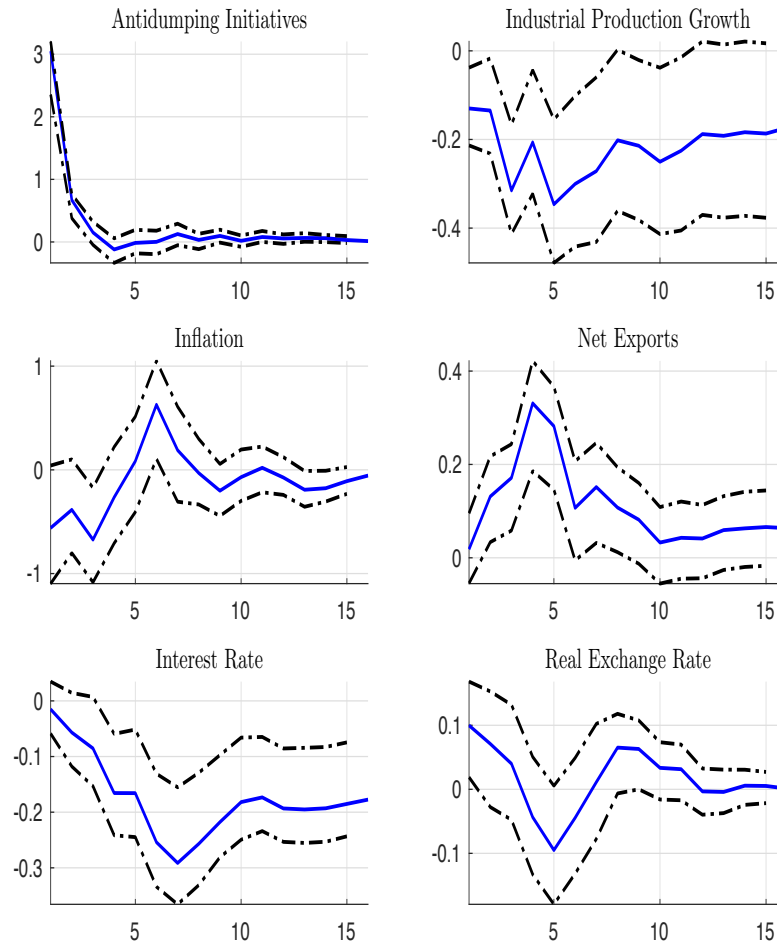 Antidumping Initiatives
3
2
1
0
5 10 15
Industrial Production Growth
0
-0.2
-0.4
5 10 15
Inflation
1
0
-1
5 10 15
Net Exports
0.4
0.2
0
5 10 15
Interest Rate
0
-0.1
-0.2
-0.3
5 10 15
Real Exchange Rate
0.1
0
-0.1
5 10 15